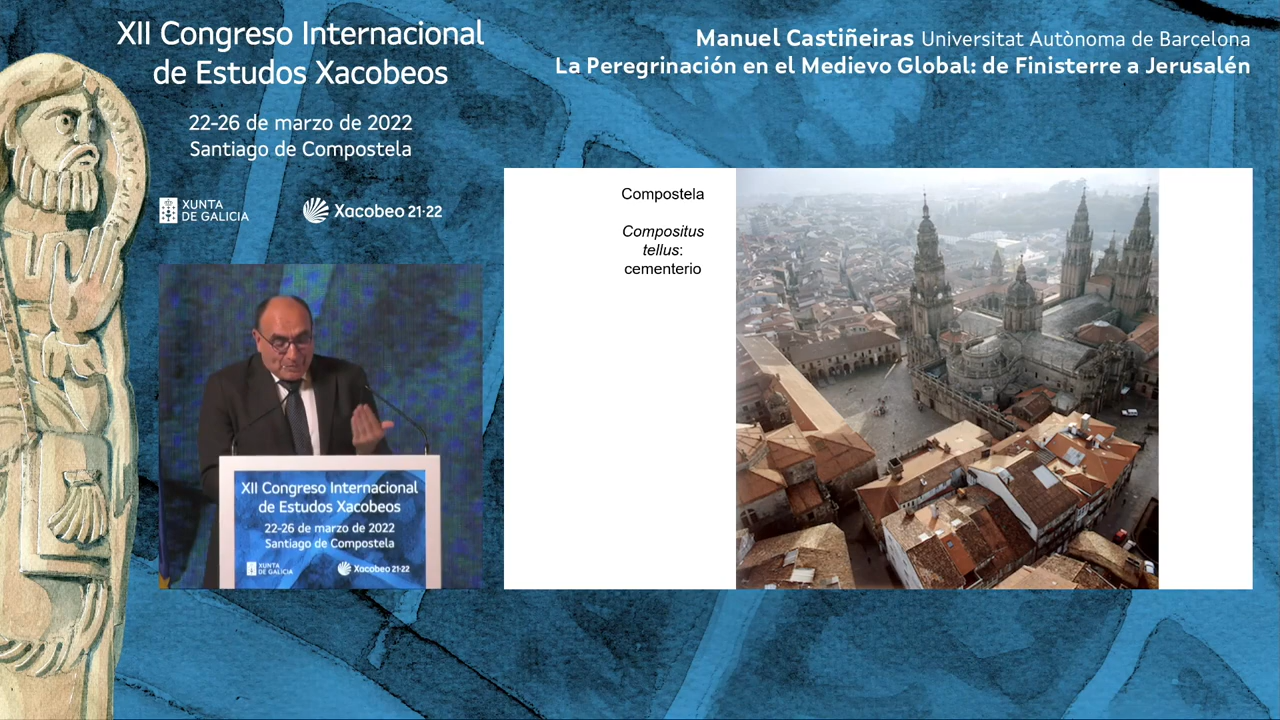 XII Congreso Internacional
de Estudos Xacobeos
22-26 de marzo de 2022
Santiago de Compostela
XUNTA
DE GALICIA
Xacobeo 21·22
Manuel Castiñeiras Universitat Autònoma de Barcelona
La Peregrinación en el Medievo Global: de Finisterre a Jerusalén
Compostela
Compositus
tellus:
cementerio
XII Congreso Internacional
de Estudos Xacobeos
22-26 de marzo de 2022
Santiago de Compostela
XUNTA
DE GALICIA
Xacobeo 21·22